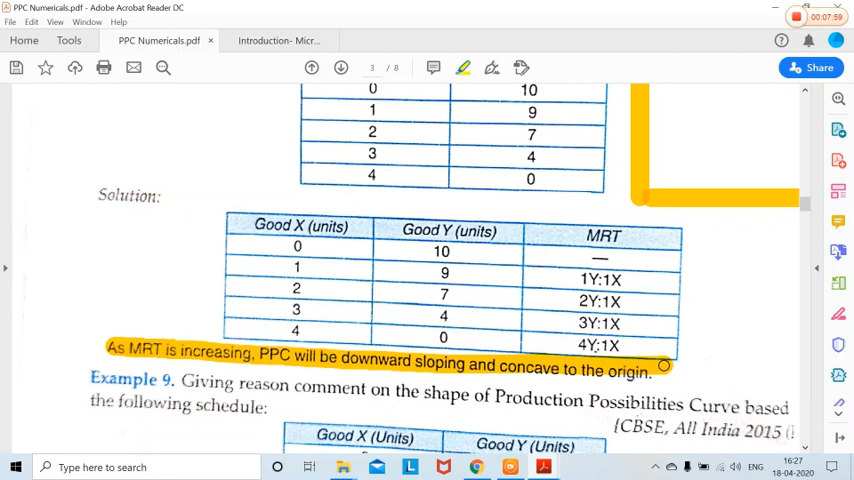 PPC Numericals.pdf - Adobe Acrobat Reader DC
00:07:59
File Edit View Window Help
Home Tools PPC Numericals.pdf × Introduction- Micr...
3 / 8
Share
0 10
1 9
2 7
3 4
4 0
Solution:
Good X (units) Good Y (units) MRT
0 10 —
1 9 1Y:1X
2 7 2Y:1X
3 4 3Y:1X
4 0 4Y:1X
As MRT is increasing, PPC will be downward sloping and concave to the origin.
Example 9. Giving reason comment on the shape of Production Possibilities Curve based
the following schedule:
[CBSE, All India 2015 (
Good X (Units) Good Y (Units)
Type here to search
ENG
16:27
18-04-2020